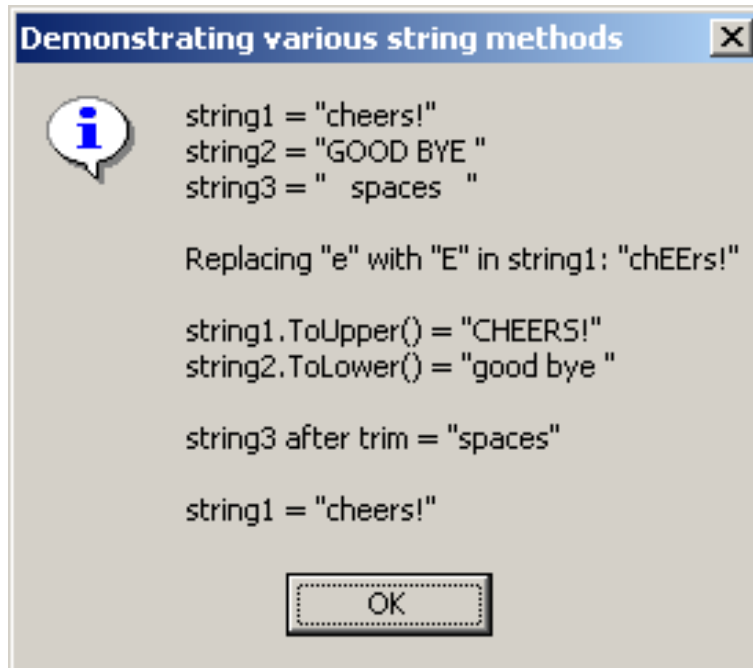 Demonstrating various string methods
string1 = "cheers!"
string2 = "GOOD BYE "
string3 = "   spaces   "
Replacing "e" with "E" in string1: "chEErs!"
string1.ToUpper() = "CHEERS!"
string2.ToLower() = "good bye "
string3 after trim = "spaces"
string1 = "cheers!"
OK